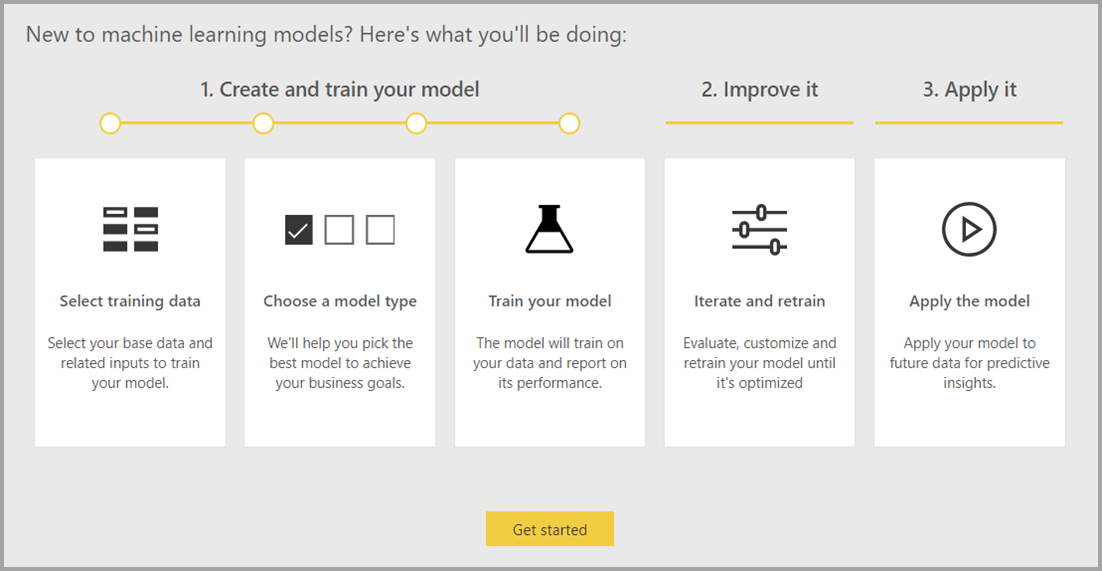 New to machine learning models? Here's what you'll be doing:
1. Create and train your model
2. Improve it
3. Apply it
Select training data
Select your base data and
related inputs to train
your model.
Choose a model type
We'll help you pick the
best model to achieve
your business goals.
Train your model
The model will train on
your data and report on
its performance.
Iterate and retrain
Evaluate, customize and
retrain your model until
it's optimized
Apply the model
Apply your model to
future data for predictive
insights.
Get started